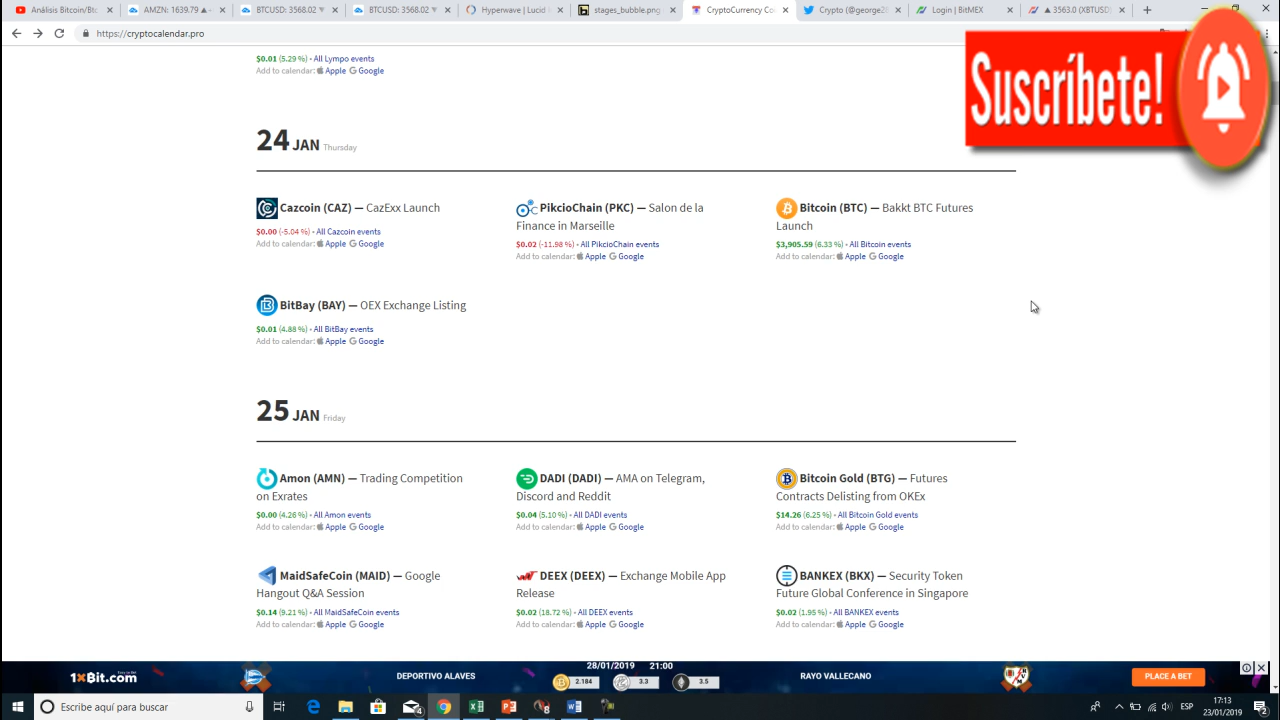 Análisis Bitcoin/Btc
AMZN: 1639.79 ▲
BTCUSD: 3568.02 ▼
BTCUSD: 3568.02 ▼
Hyperwave | Lucid I
stages_bubble.png
CryptoCurrency Co
Crypto (@george28
Login | BitMEX
▲ 3563.0 (XBTUSD)
https://cryptocalendar.pro
Suscríbete!
$0.01 (5.29 %) • All Lympo events
Add to calendar: Apple Google
24 JAN Thursday
Cazcoin (CAZ) — CazExx Launch
$0.00 (-5.04 %) • All Cazcoin events
Add to calendar: Apple Google
PikcioChain (PKC) — Salon de la
Finance in Marseille
$0.02 (-11.98 %) • All PikcioChain events
Add to calendar: Apple Google
Bitcoin (BTC) — Bakkt BTC Futures
Launch
$3,905.59 (6.33 %) • All Bitcoin events
Add to calendar: Apple Google
BitBay (BAY) — OEX Exchange Listing
$0.01 (4.88 %) • All BitBay events
Add to calendar: Apple Google
25 JAN Friday
Amon (AMN) — Trading Competition
on Exrates
$0.00 (4.26 %) • All Amon events
Add to calendar: Apple Google
DADI (DADI) — AMA on Telegram,
Discord and Reddit
$0.04 (5.10 %) • All DADI events
Add to calendar: Apple Google
Bitcoin Gold (BTG) — Futures
Contracts Delisting from OKEx
$14.26 (6.25 %) • All Bitcoin Gold events
Add to calendar: Apple Google
MaidSafeCoin (MAID) — Google
Hangout Q&A Session
$0.14 (9.21 %) • All MaidSafeCoin events
Add to calendar: Apple Google
DEEX (DEEX) — Exchange Mobile App
Release
$0.02 (18.72 %) • All DEEX events
Add to calendar: Apple Google
BANKEX (BKX) — Security Token
Future Global Conference in Singapore
$0.02 (1.95 %) • All BANKEX events
Add to calendar: Apple Google
1XBit.com
DEPORTIVO ALAVES
28/01/2019 21:00
2.184 3.3 3.5
RAYO VALLECANO
PLACE A BET
Escribe aquí para buscar
ESP
17:13
23/01/2019